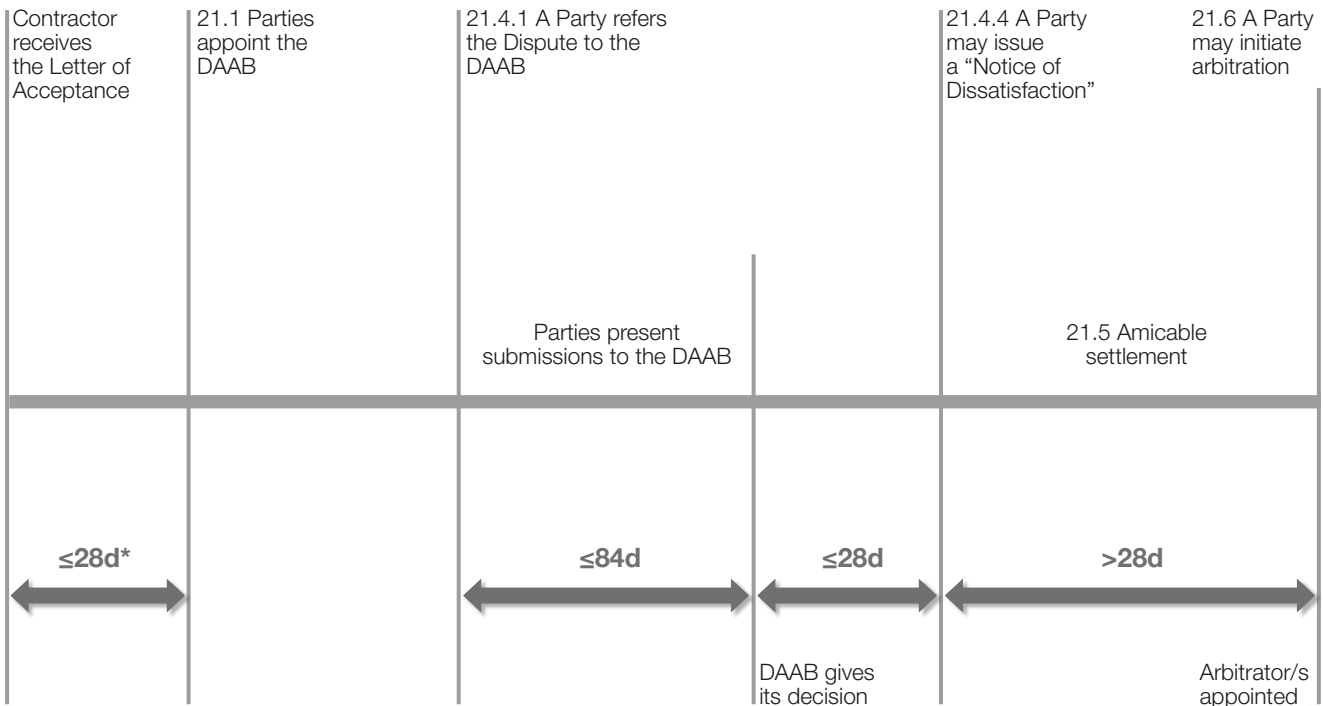 Contractor
receives
the Letter of
Acceptance
21.1 Parties
appoint the
DAAB
21.4.1 A Party refers
the Dispute to the
DAAB
21.4.4 A Party
may issue
a “Notice of
Dissatisfaction”
21.6 A Party
may initiate
arbitration
Parties present
submissions to the DAAB
21.5 Amicable
settlement
≤28d*
≤84d
≤28d
>28d
DAAB gives
its decision
Arbitrator/s
appointed